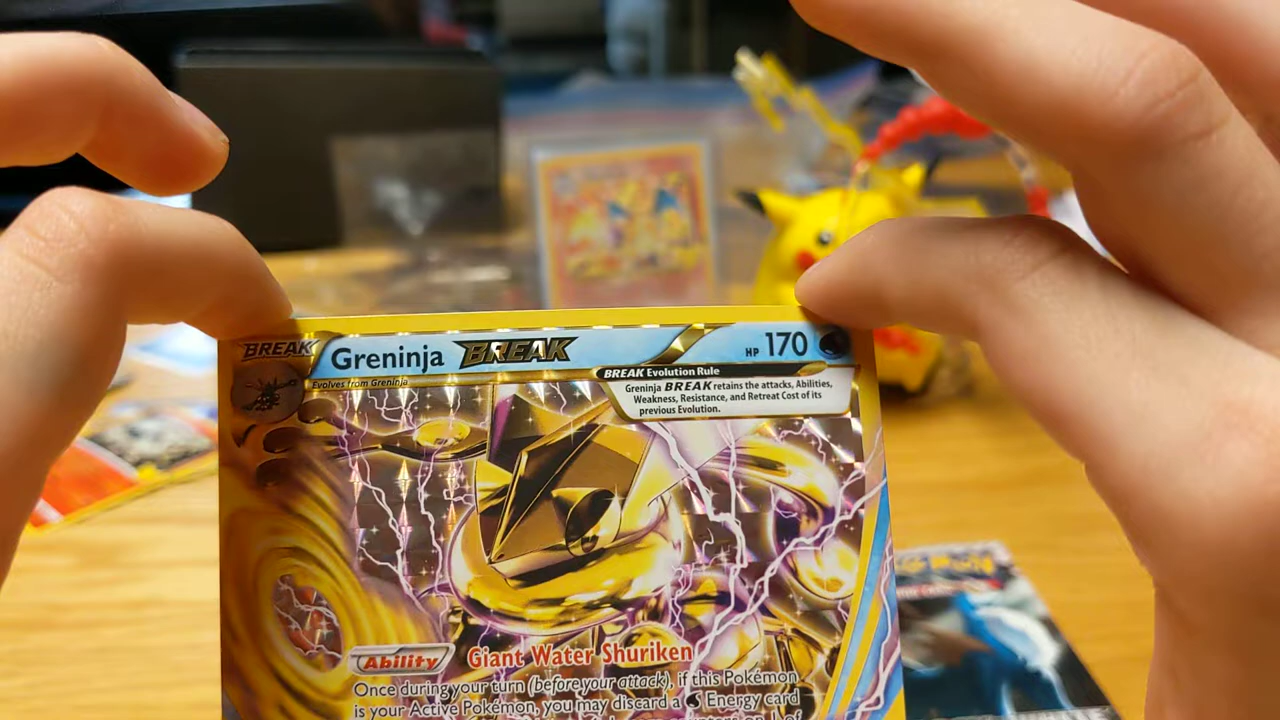 BREAK
Greninja BREAK HP 170
Evolves from Greninja
BREAK Evolution Rule
Greninja BREAK retains the attacks, Abilities,
Weakness, Resistance, and Retreat Cost of its
previous Evolution.
Ability Giant Water Shuriken
Once during your turn (before your attack), if this Pokémon
is your Active Pokémon, you may discard a Energy card